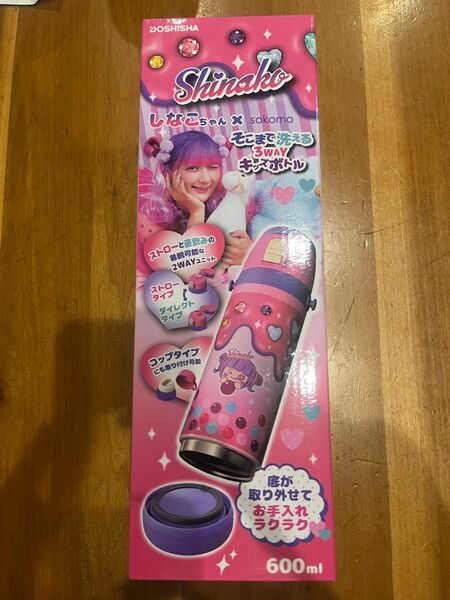 DOSHISHA
Shinako
しなこちゃん × sokomo
そこまで洗える
3WAY
キッズボトル
ストローと直飲みの
着脱可能な
2WAYユニット
ストロー
タイプ
ダイレクト
タイプ
コップタイプ
にも取り付け可能
Shinako
底が
取り外せて
お手入れ
ラクラク
600ml